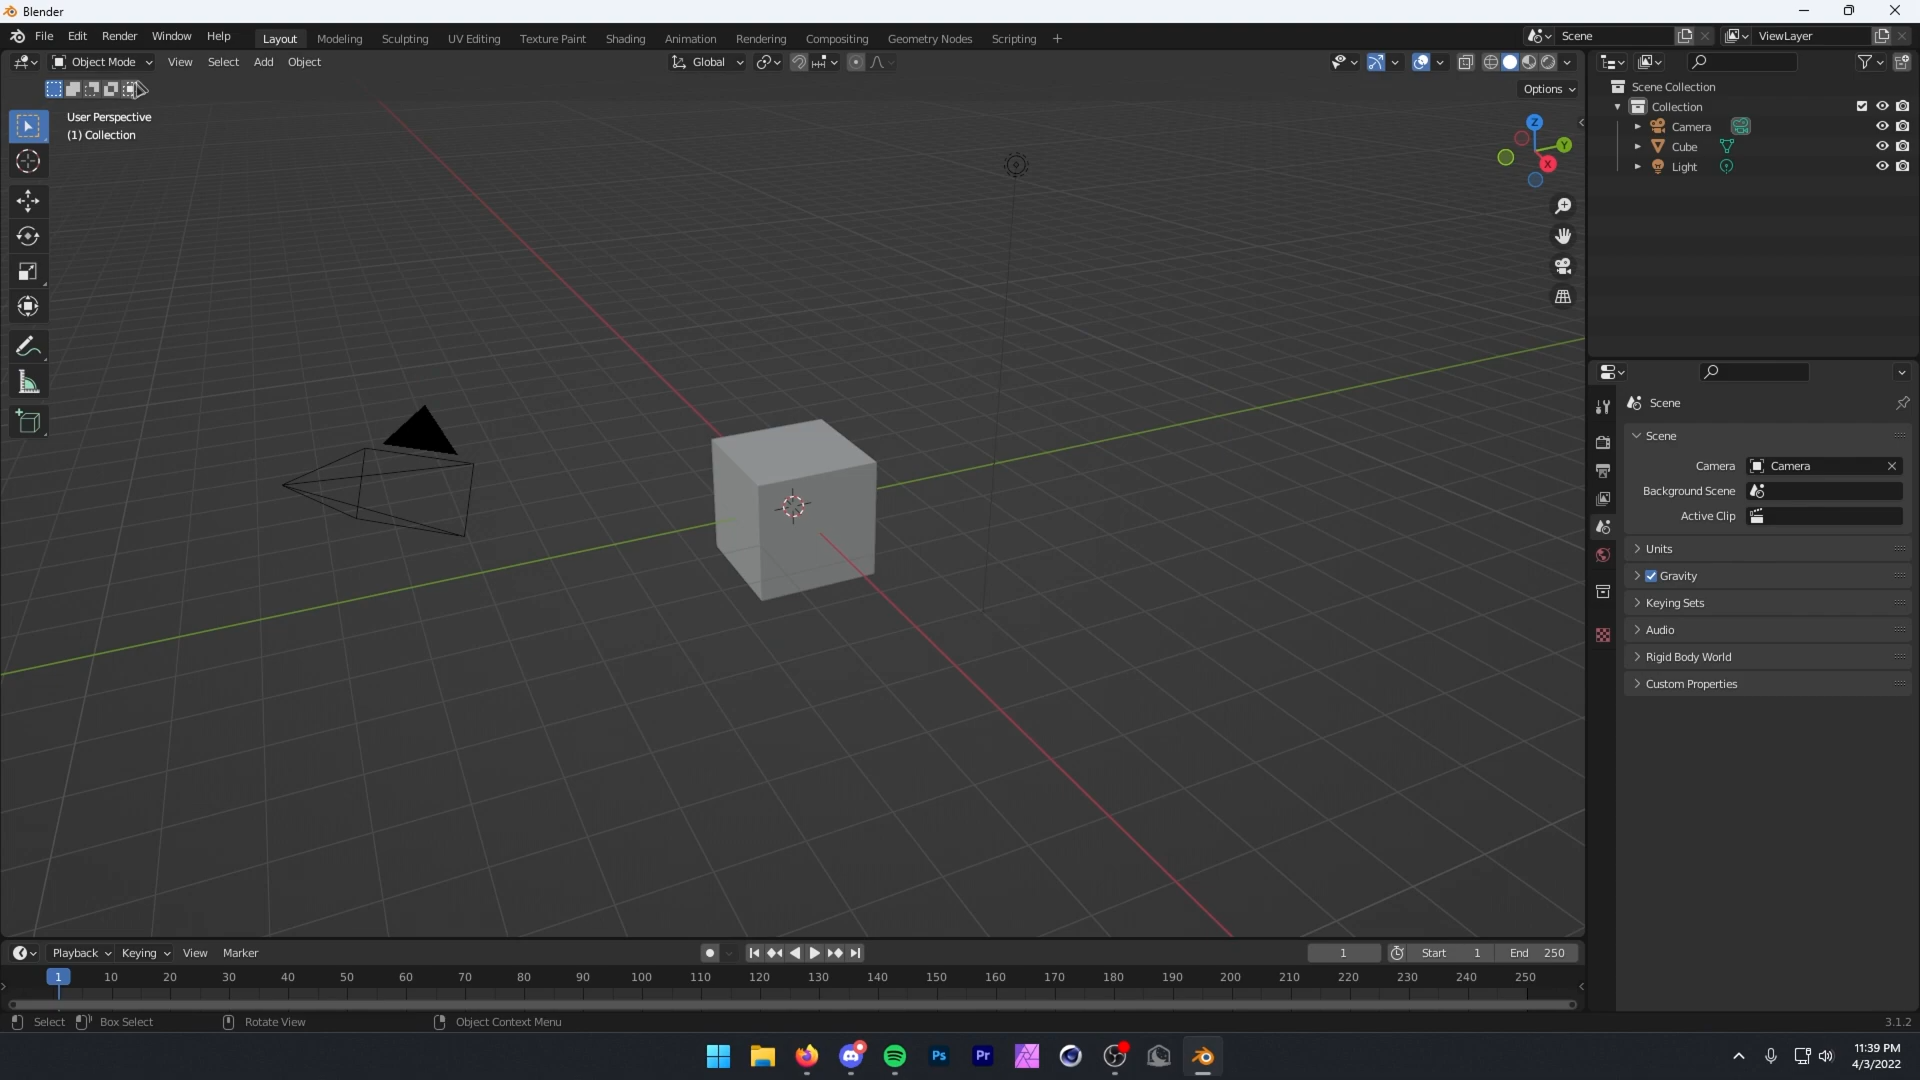 Blender
File Edit Render Window Help Layout Modeling Sculpting UV Editing Texture Paint Shading Animation Rendering Compositing Geometry Nodes Scripting + Scene ViewLayer
Object Mode View Select Add Object Global
Options
User Perspective
(1) Collection
Z
Y
X
Scene Collection
Collection
Camera
Cube
Light
Scene
Scene
Camera Camera
Background Scene
Active Clip
Units
Gravity
Keying Sets
Audio
Rigid Body World
Custom Properties
Playback Keying View Marker 1 Start 1 End 250
1 10 20 30 40 50 60 70 80 90 100 110 120 130 140 150 160 170 180 190 200 210 220 230 240 250
Select Box Select Rotate View Object Context Menu 3.1.2
Ps Pr
11:39 PM
4/3/2022